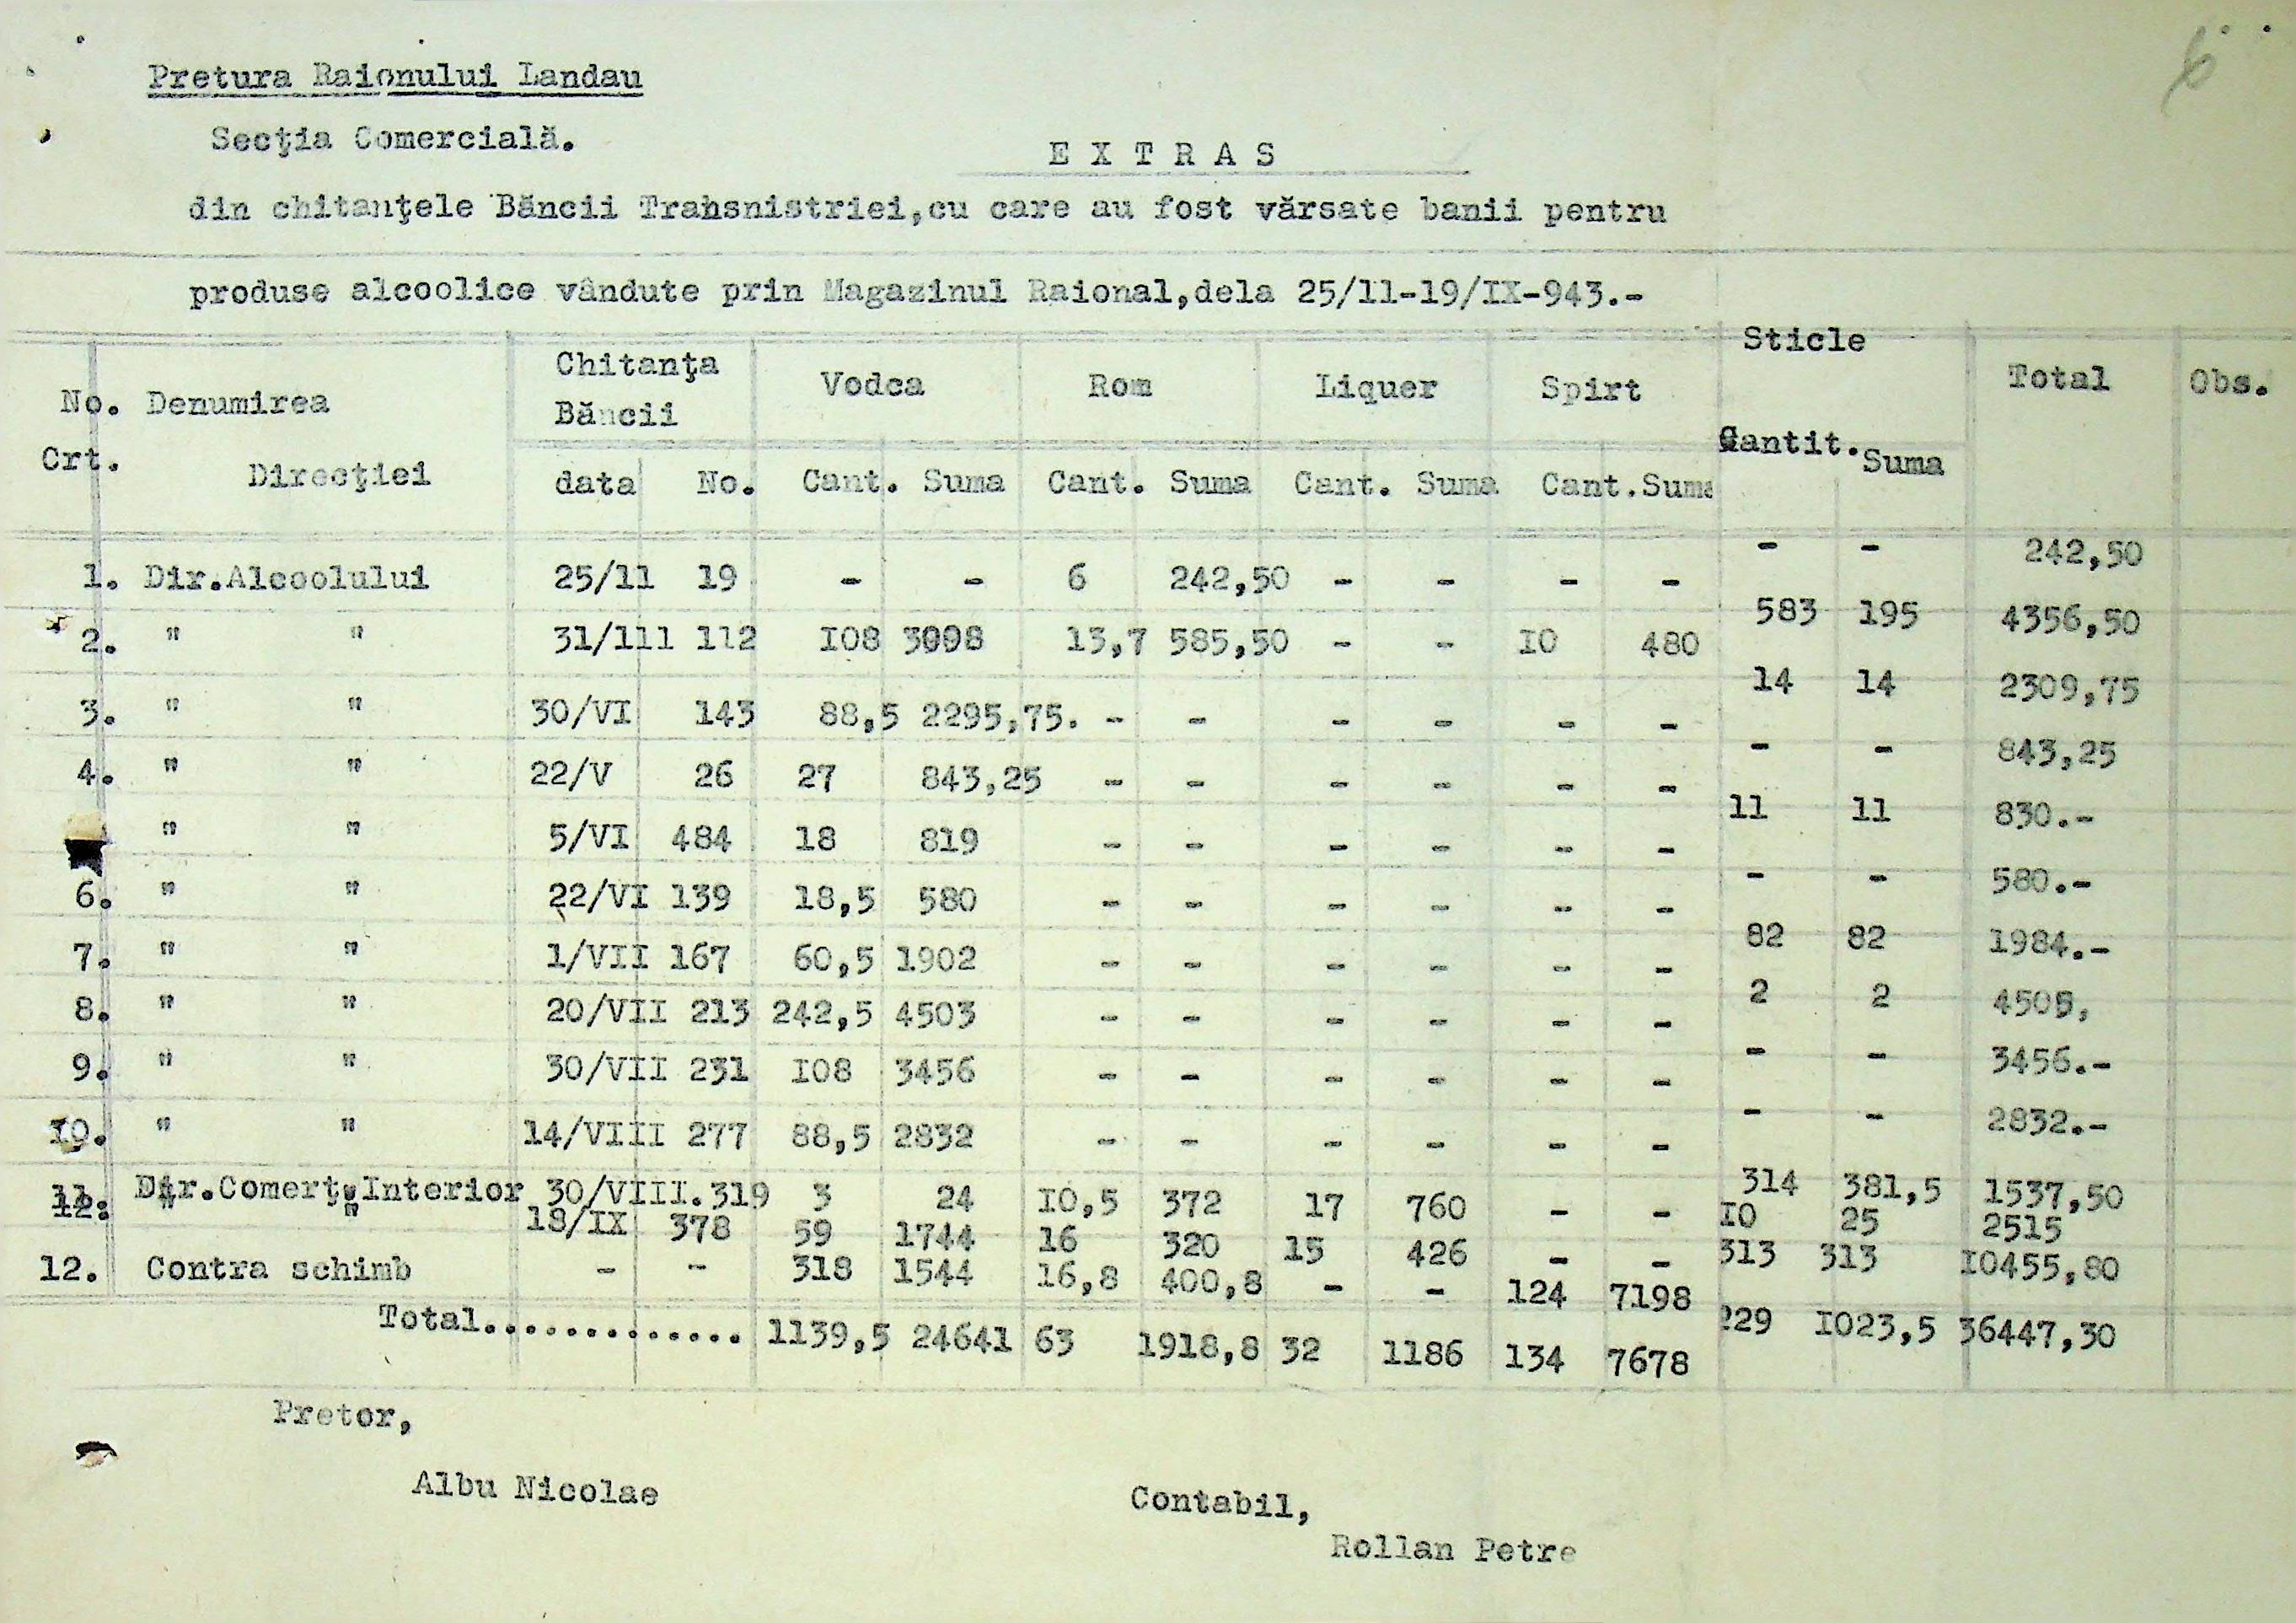 6
Pretura Raionului Landau
Secţia Comercială.
E X T R A S
din chitanţele Băncii Trahsnistriei,cu care au fost vărsate banii pentru
produse alcoolice vândute prin Magazinul Raional,dela 25/11-19/IX-943.-
No. Crt. Denumirea Direcţiei Chitanţa Băncii Vodca Rom Liquer Spirt Sticle Total Obs.
data No. Cant. Suma Cant. Suma Cant. Suma Cant. Suma Cantit. Suma
1. Dir.Alcoolului 25/11 19 - - 6 242,50 - - - - - - 242,50
2. " " 31/111 112 I08 3098 13,7 585,50 - - I0 480 583 195 4356,50
3. " " 30/VI 143 88,5 2295,75. - - - - - - 14 14 2309,75
4. " " 22/V 26 27 843,25 - - - - - - - - 843,25
" " 5/VI 484 18 819 - - - - - - 11 11 830.-
6. " " 22/VI 139 18,5 580 - - - - - - - - 580.-
7. " " 1/VII 167 60,5 1902 - - - - - - 82 82 1984.-
8. " " 20/VII 213 242,5 4503 - - - - - - 2 2 4505,
9. " " 30/VII 231 I08 3456 - - - - - - - - 3456.-
I0. " " 14/VIII 277 88,5 2832 - - - - - - - - 2832.-
11. Dir.Comerţ.Interior 30/VIII.319 3 24 I0,5 372 17 760 - - 314 381,5 1537,50
12. " " 18/IX 378 59 1744 16 320 15 426 - - I0 25 2515
12. Contra schimb - - 318 1544 16,8 400,8 - - 124 7198 313 313 I0455,80
Total............. 1139,5 24641 63 1918,8 32 1186 134 7678 229 I023,5 36447,30
Pretor,
Albu Nicolae
Contabil,
Rollan Petre